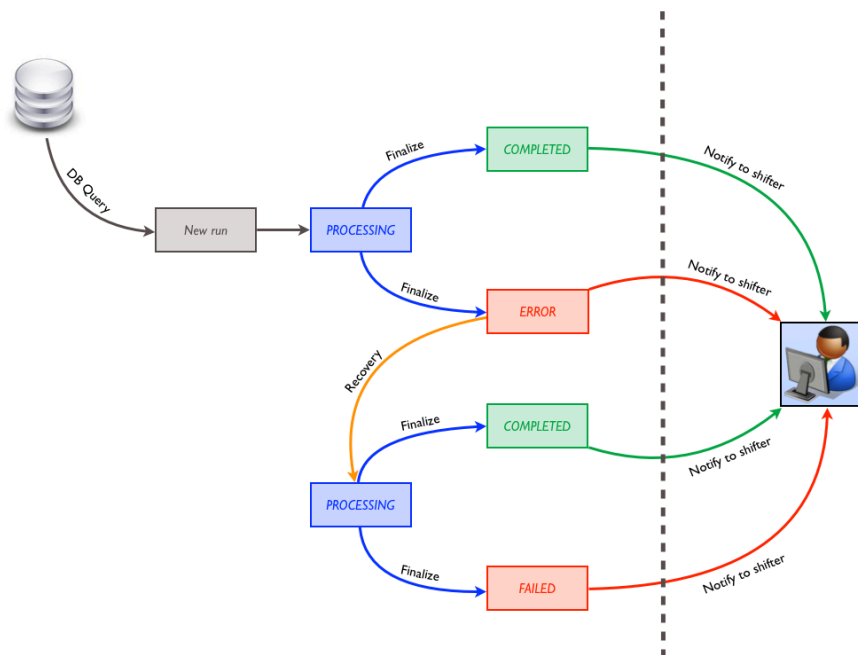 Finalize
COMPLETED
Notify to shifter
DB Query
New run
PROCESSING
Finalize
ERROR
Notify to shifter
Recovery
Finalize
COMPLETED
Notify to shifter
PROCESSING
Finalize
FAILED
Notify to shifter